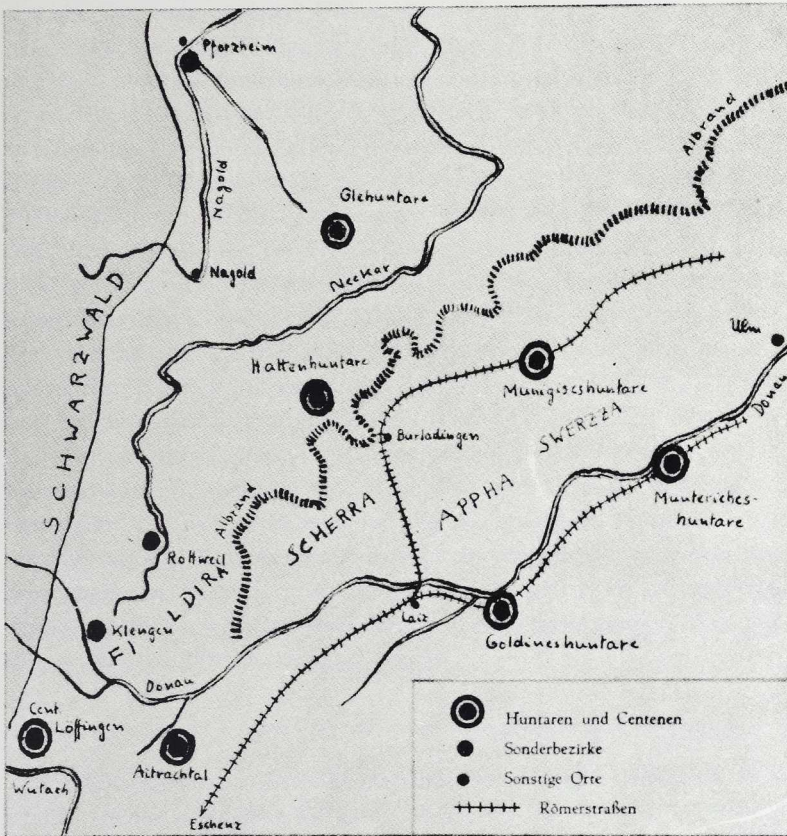 Pforzheim
Albrand
Nagold
Glehuntare
Nagold
Neckar
SCHWARZWALD
Ulm
Hattenhuntare
Munigiseshuntare
Donau
Burladingen
SWERZZA
APPHA
Munteriches-
huntare
Albrand
SCHERRA
Rottweil
FILDIRA
Klengen
Laiz
Goldineshuntare
Donau
Cent.
Löffingen
Aitrachtal
Wutach
Eschenz
Huntaren und Centenen
Sonderbezirke
Sonstige Orte
Römerstraßen